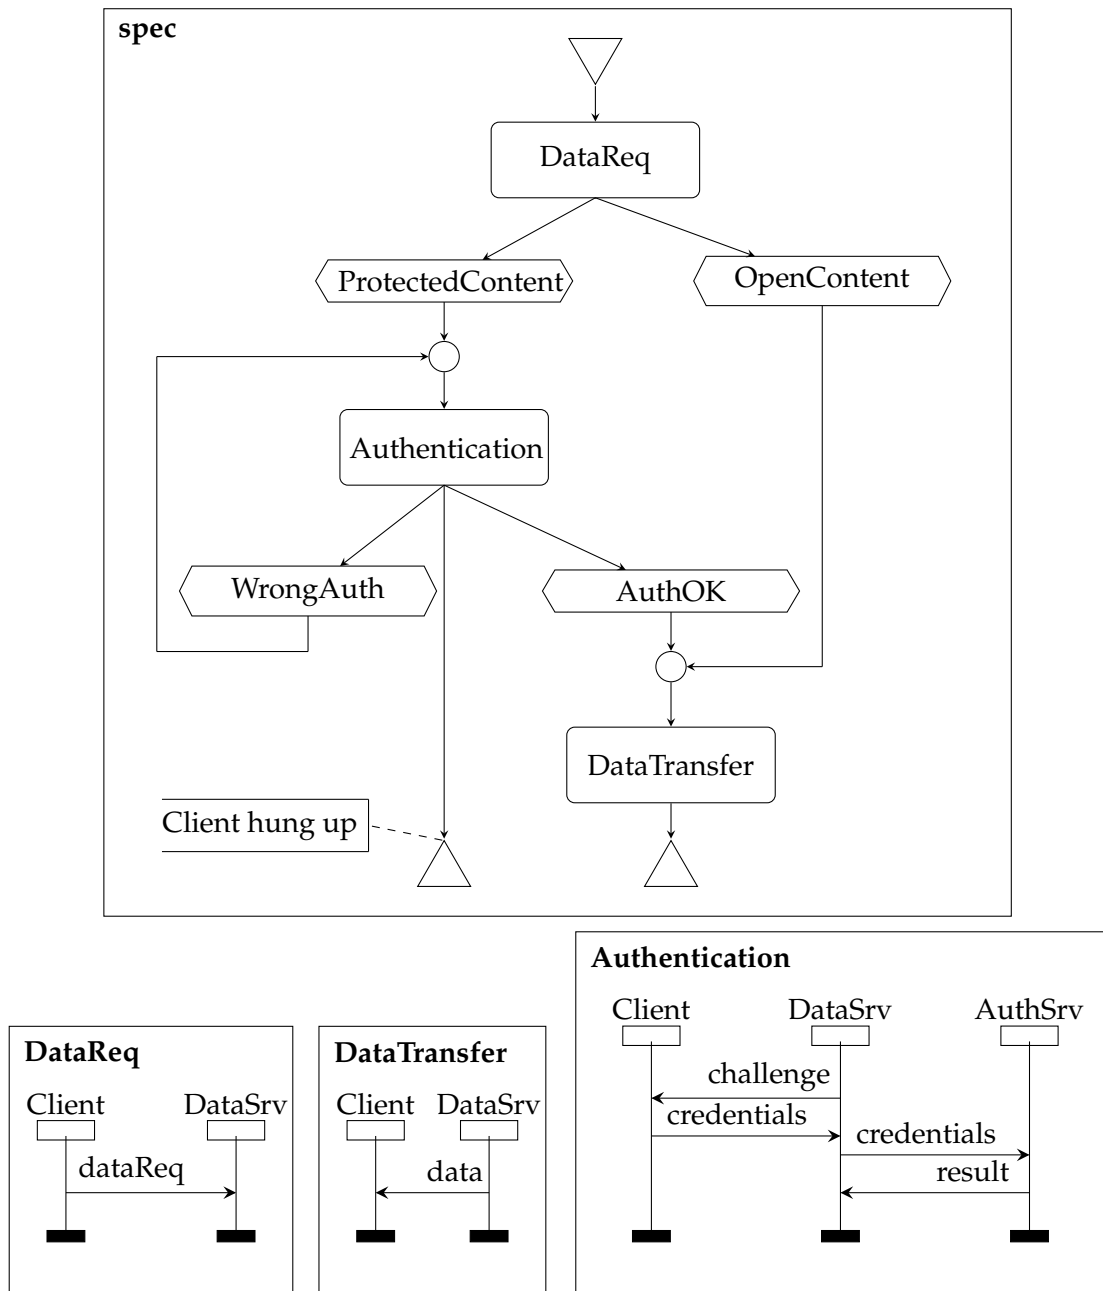 spec
DataReq
ProtectedContent
OpenContent
Authentication
WrongAuth
AuthOK
DataTransfer
Client hung up
Authentication
Client DataSrv AuthSrv
challenge
credentials
credentials
result
DataReq
Client DataSrv
dataReq
DataTransfer
Client DataSrv
data